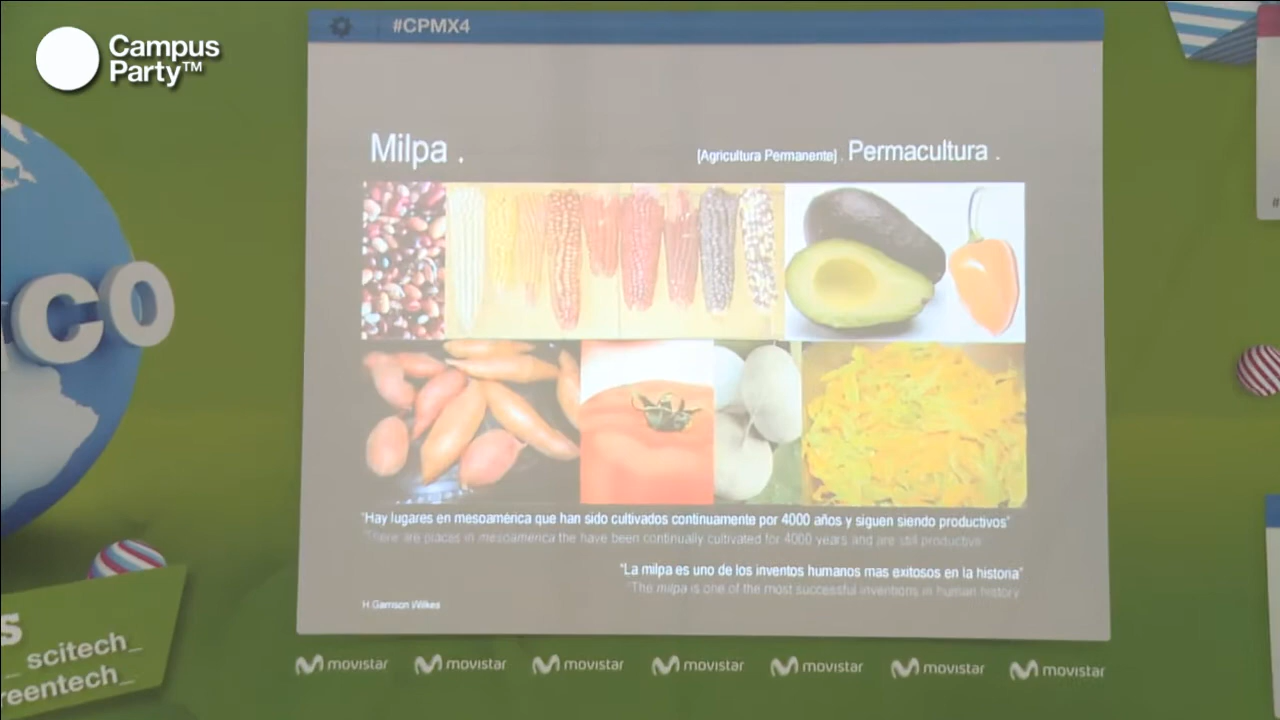 Campus
Party™
#CPMX4
Milpa .
[Agricultura Permanente] . Permacultura .
CO
"Hay lugares en mesoamérica que han sido cultivados continuamente por 4000 años y siguen siendo productivos"
"There are places in mesoamerica the have been continually cultivated for 4000 years and are still productive
"La milpa es uno de los inventos humanos mas exitosos en la historia"
"The milpa is one of the most successful inventions in human history
H Garrison Wilkes
s
_scitech_
reentech_
movistar movistar movistar movistar movistar movistar movistar